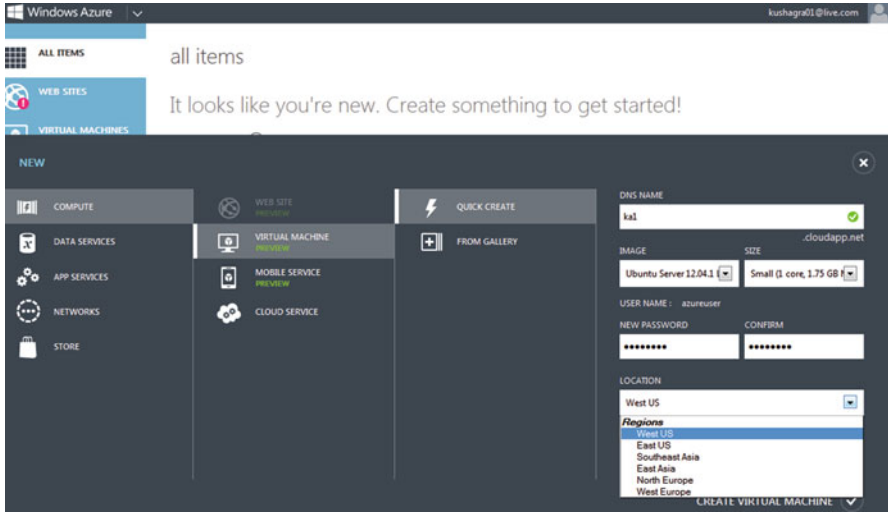 Windows Azure
kushagra01@live.com
ALL ITEMS
WEB SITES
VIRTUAL MACHINES
all items
It looks like you're new. Create something to get started!
NEW
COMPUTE
DATA SERVICES
APP SERVICES
NETWORKS
STORE
WEB SITE
PREVIEW
VIRTUAL MACHINE
PREVIEW
MOBILE SERVICE
PREVIEW
CLOUD SERVICE
QUICK CREATE
FROM GALLERY
DNS NAME
ka1
.cloudapp.net
IMAGE SIZE
Ubuntu Server 12.04.1 Small (1 core, 1.75 GB
USER NAME : azureuser
NEW PASSWORD CONFIRM
LOCATION
West US
Regions
West US
East US
Southeast Asia
East Asia
North Europe
West Europe
CREATE VIRTUAL MACHINE